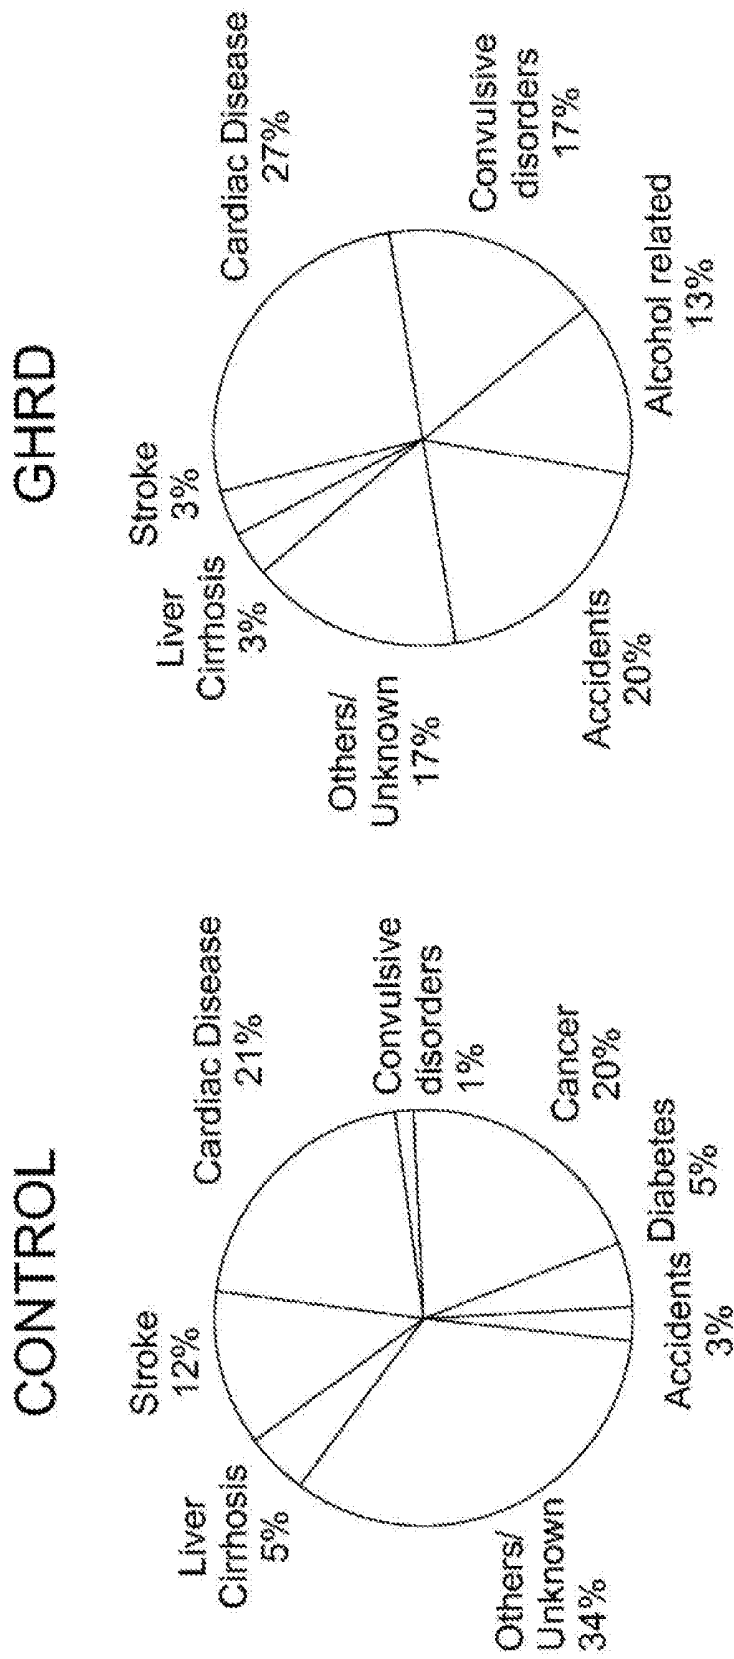 CONTROL
Cardiac Disease
21%
Convulsive
disorders
1%
Cancer
20%
Diabetes
5%
Accidents
3%
Others/
Unknown
34%
Liver
Cirrhosis
5%
Stroke
12%
GHRD
Cardiac Disease
27%
Convulsive
disorders
17%
Alcohol related
13%
Accidents
20%
Others/
Unknown
17%
Liver
Cirrhosis
3%
Stroke
3%